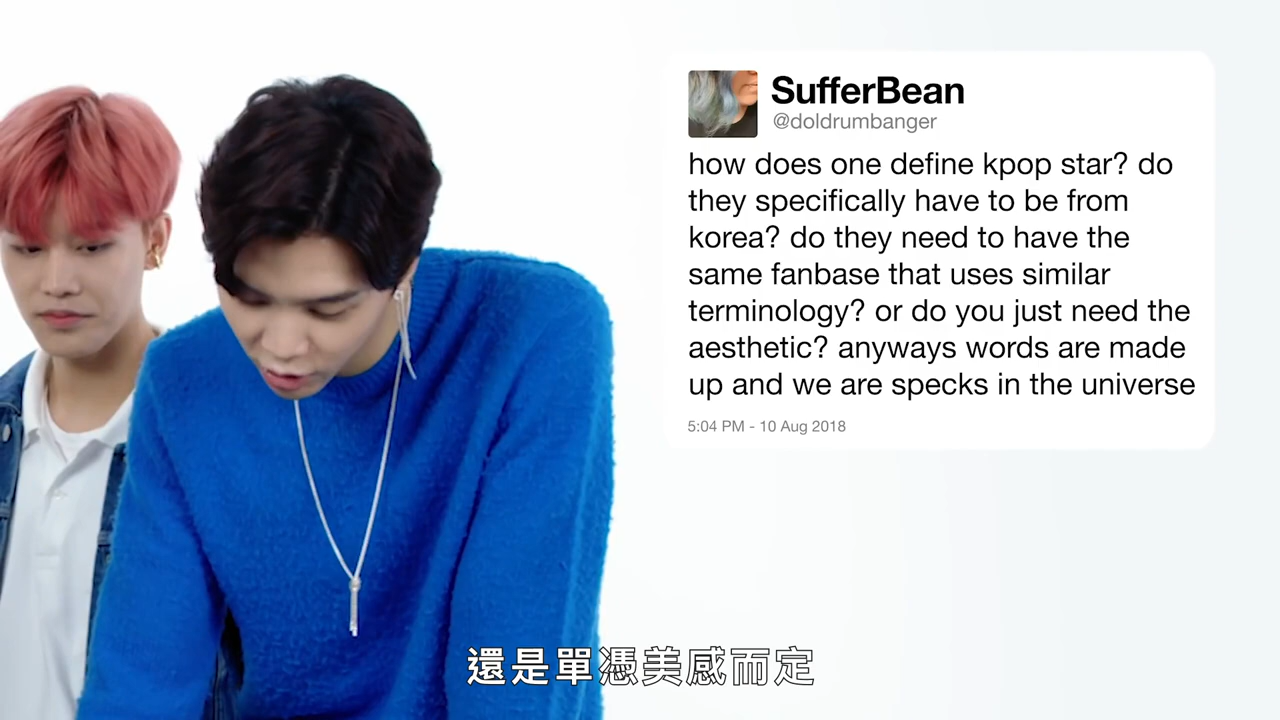 SufferBean
@doldrumbanger
how does one define kpop star? do
they specifically have to be from
korea? do they need to have the
same fanbase that uses similar
terminology? or do you just need the
aesthetic? anyways words are made
up and we are specks in the universe
5:04 PM - 10 Aug 2018
還是單憑美感而定